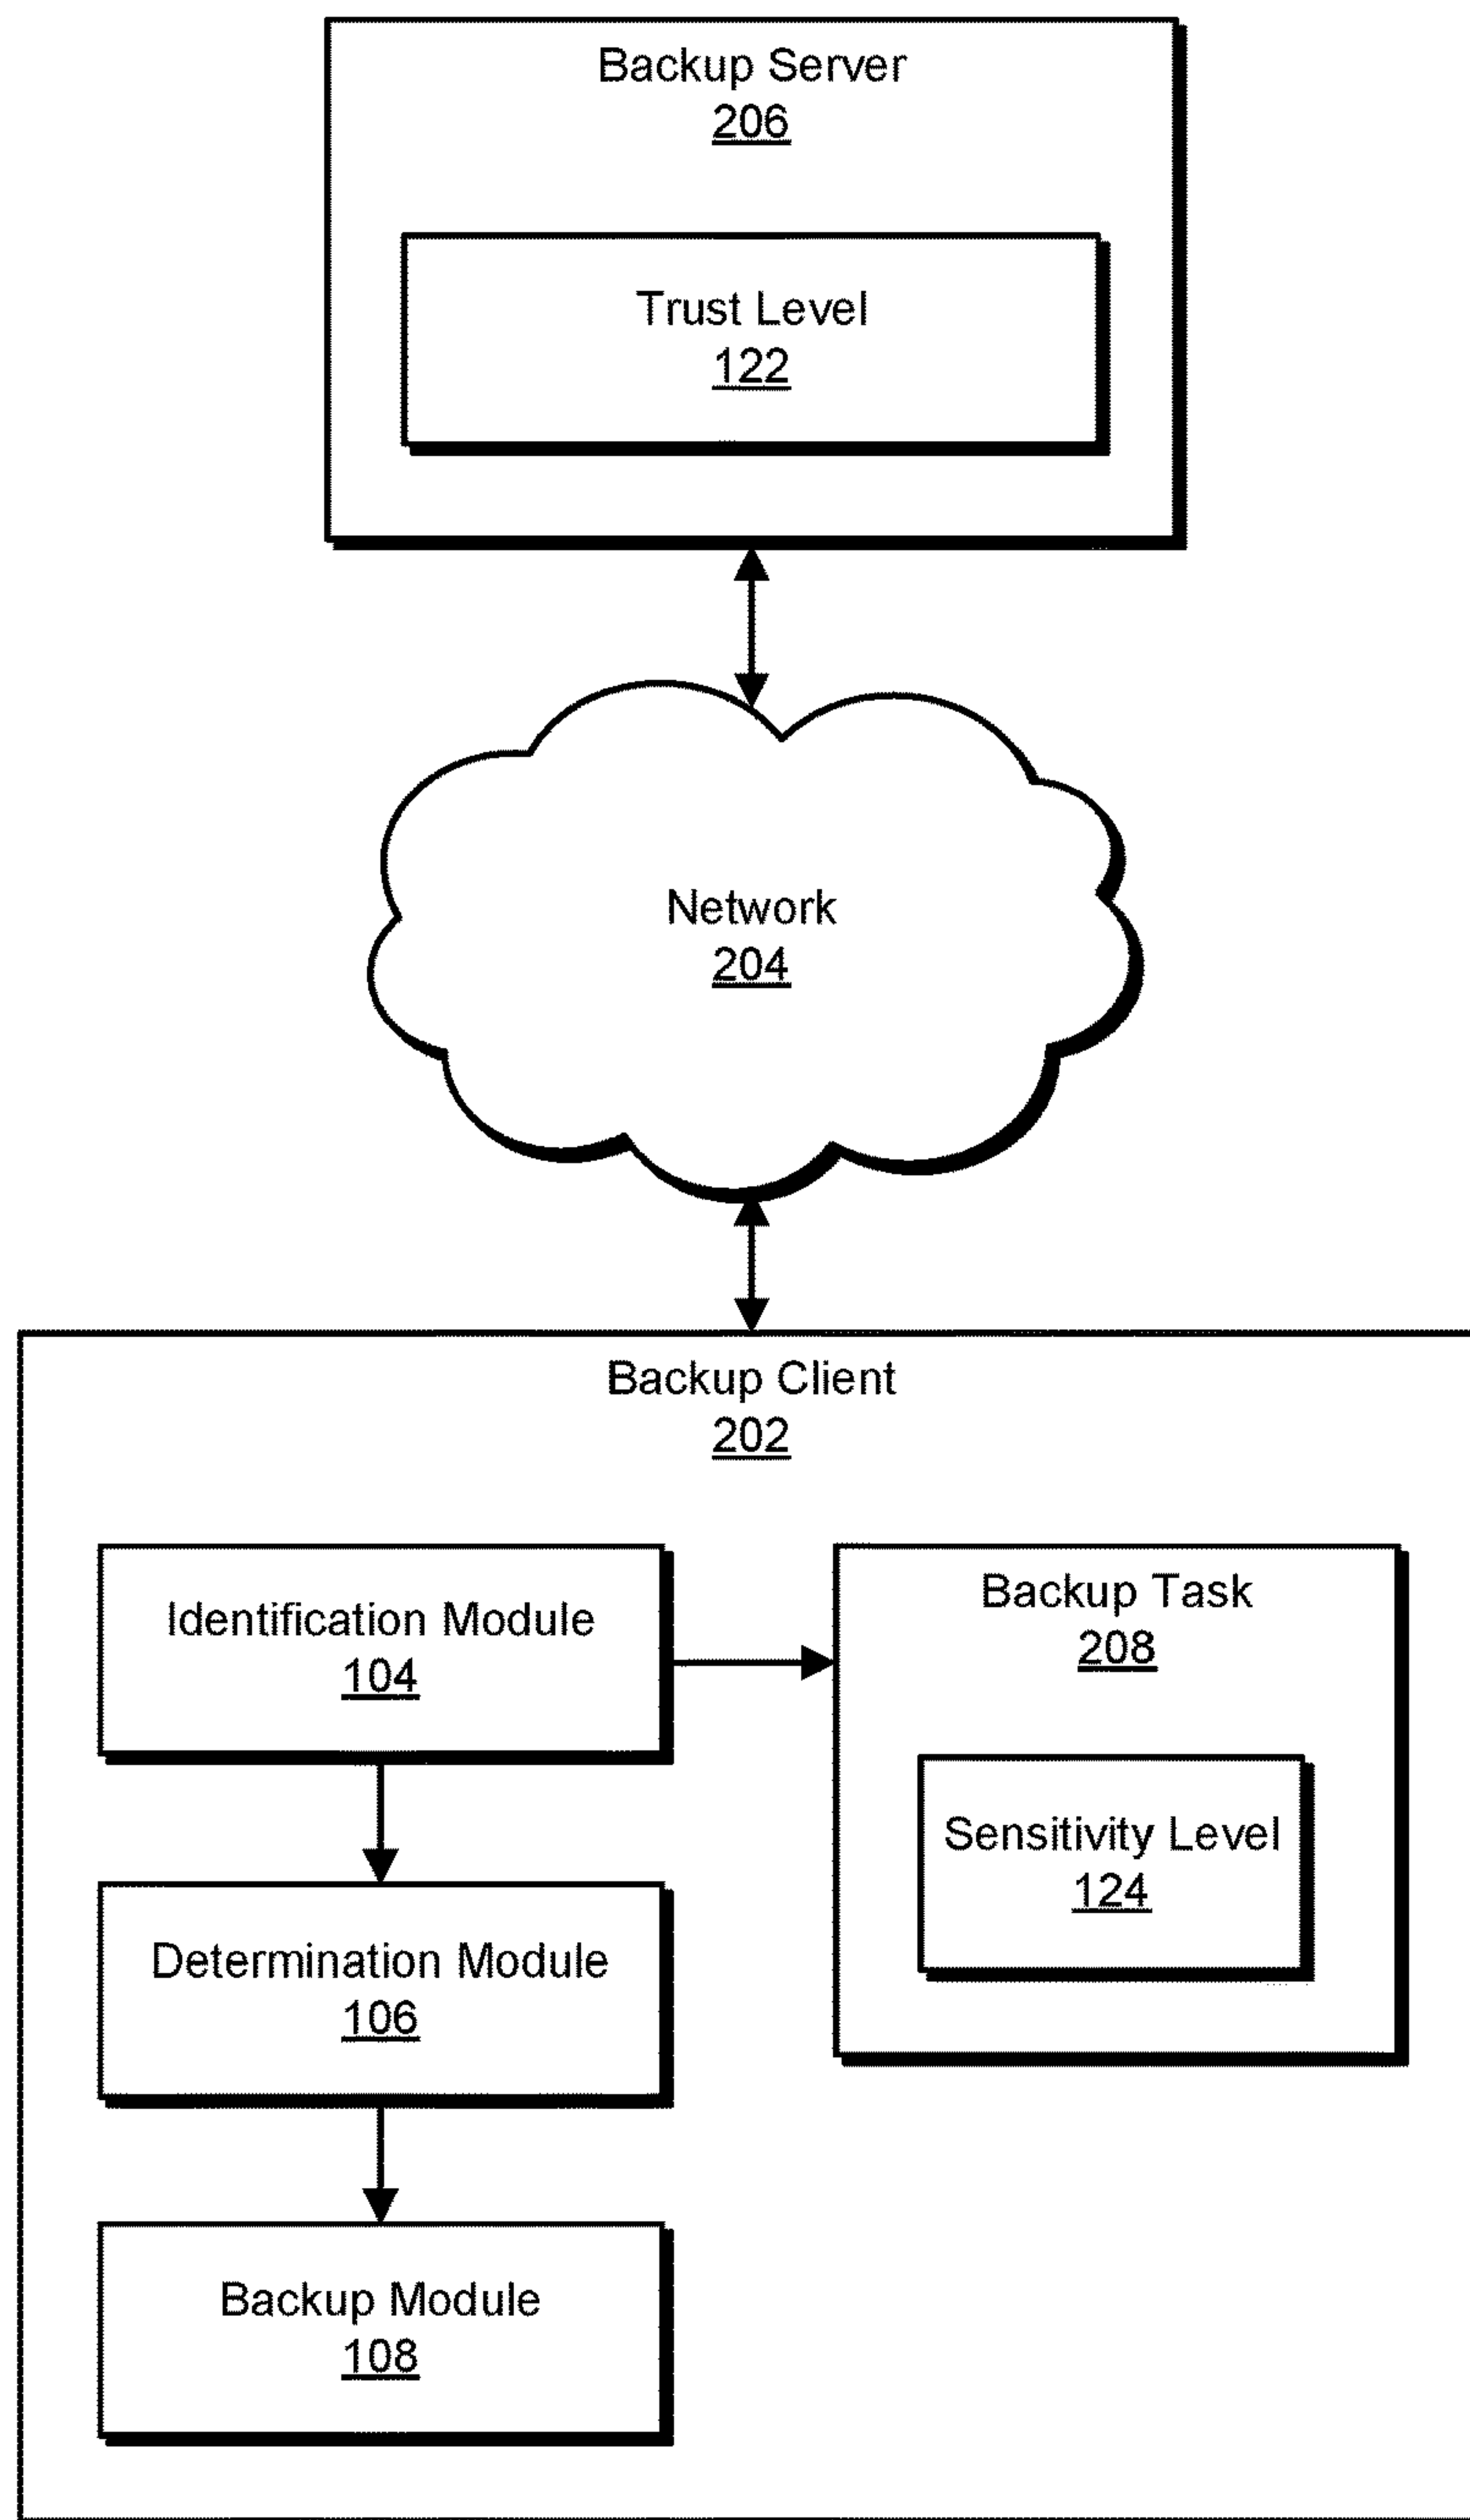 Backup Server
206
Trust Level
122
Network
204
Backup Client
202
Identification Module
104
Backup Task
208
Sensitivity Level
124
Determination Module
106
Backup Module
108